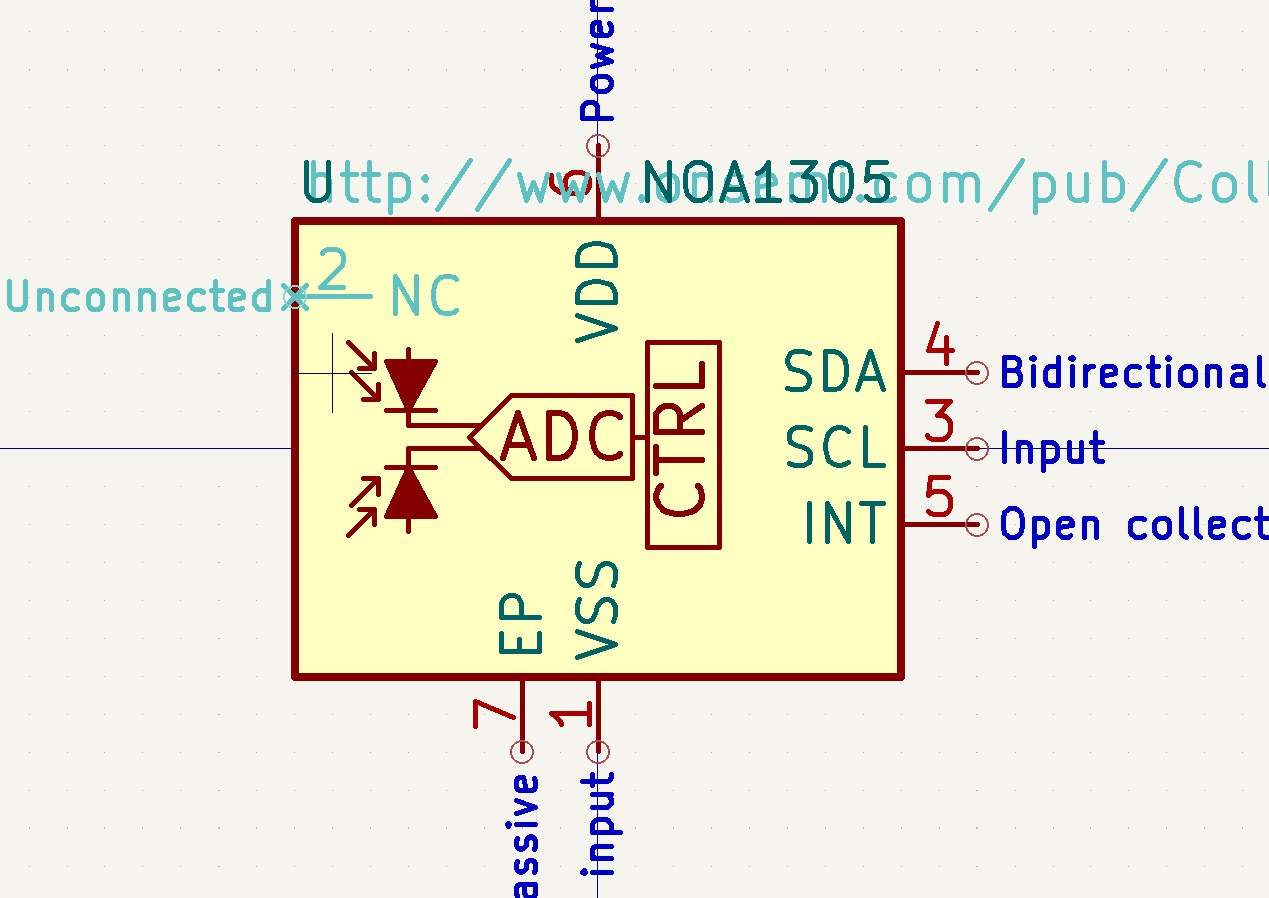 Power
U
http://www.onsemi.com/pub/Coll
NOA1305
6
VDD
Unconnected
2
NC
SDA
4
Bidirectional
ADC
CTRL
SCL
3
Input
INT
5
Open collect
EP
VSS
7
1
assive
input